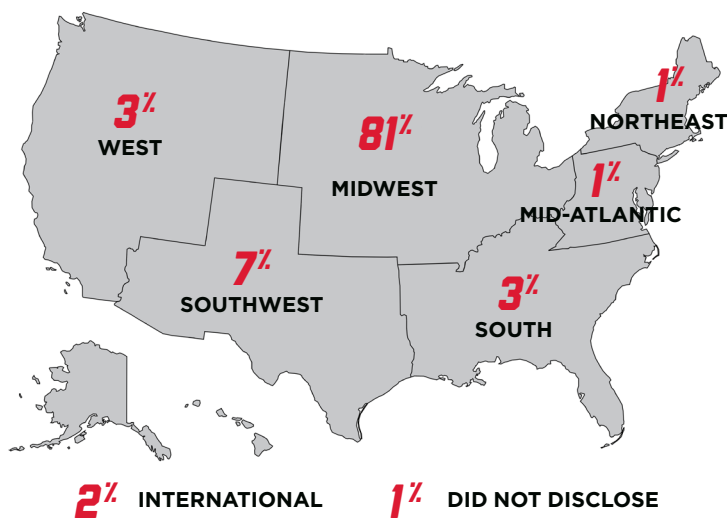 1%
NORTHEAST
3%
WEST
81%
MIDWEST
1%
MID-ATLANTIC
7%
SOUTHWEST
3%
SOUTH
2% INTERNATIONAL
1% DID NOT DISCLOSE